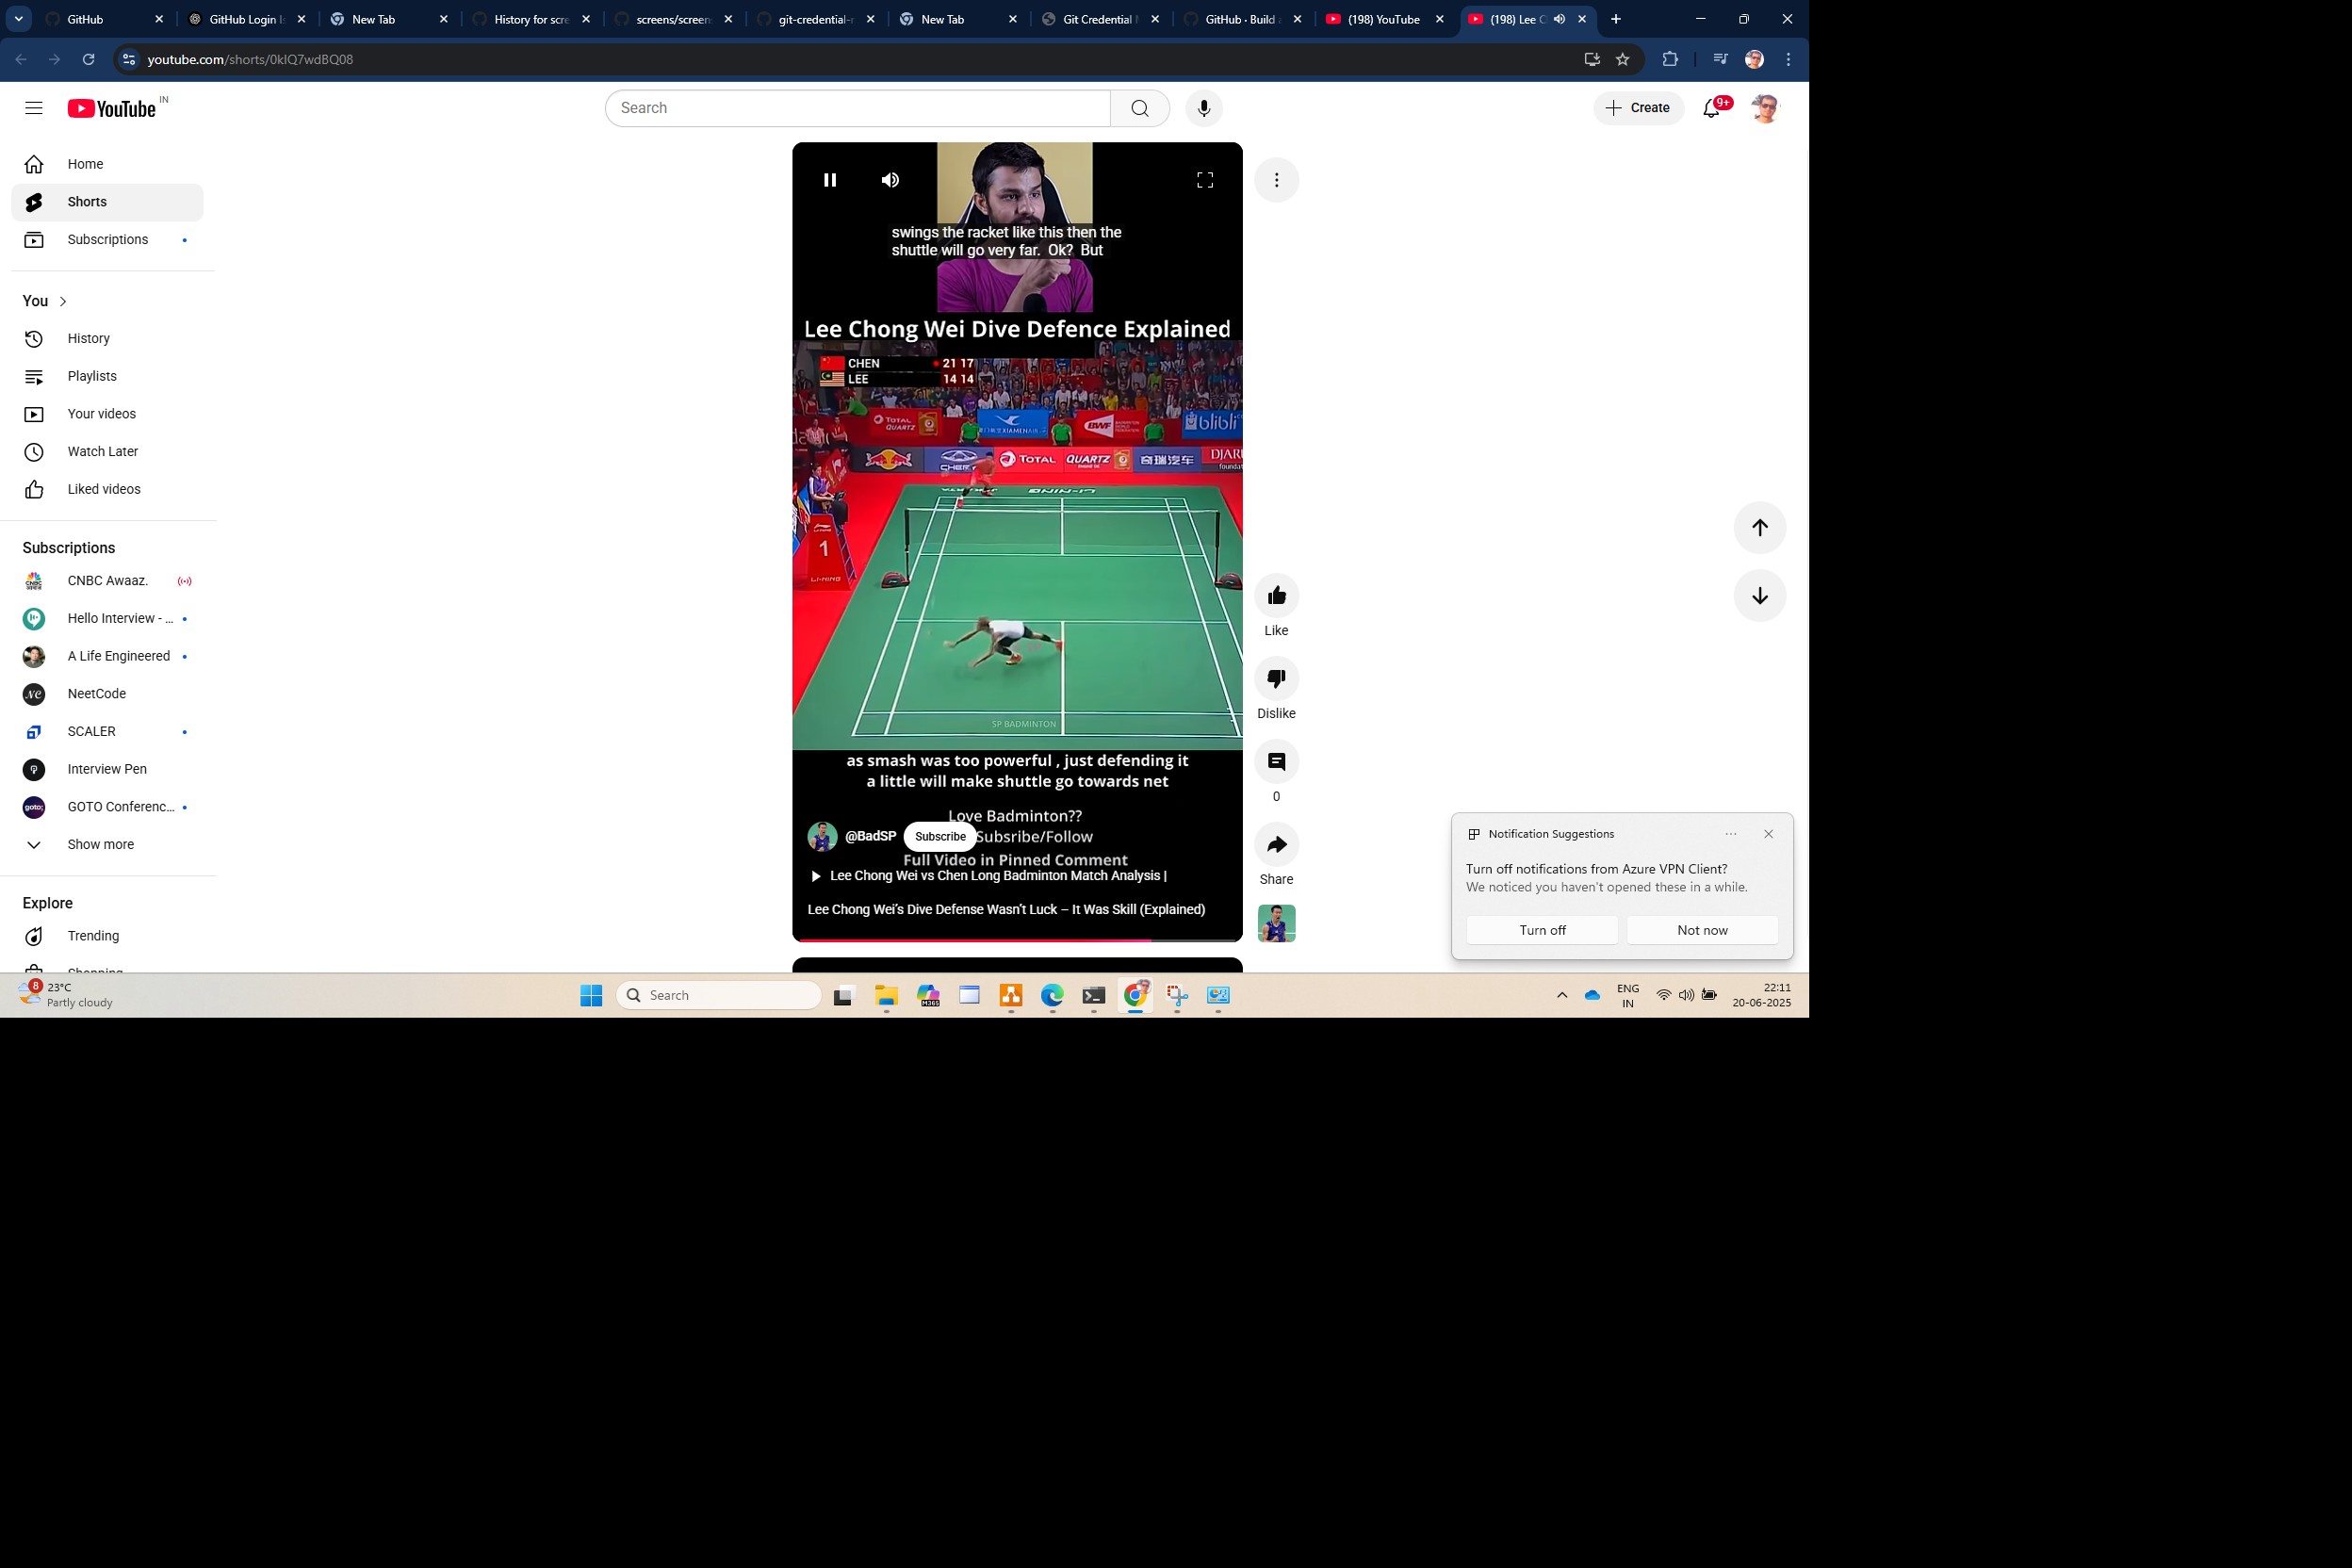 GitHub
GitHub Login Is
New Tab
History for scre
screens/screen
git-credential-
New Tab
Git Credential
GitHub · Build
(198) YouTube
(198) Lee C
youtube.com/shorts/0klQ7wdBQ08
YouTube IN
Search
Create
9+
Home
Shorts
Subscriptions
You
History
Playlists
Your videos
Watch Later
Liked videos
Subscriptions
CNBC Awaaz.
Hello Interview - ...
A Life Engineered
NeetCode
SCALER
Interview Pen
GOTO Conferenc...
Show more
Explore
Trending
Shopping
swings the racket like this then the
shuttle will go very far.  Ok?  But
Lee Chong Wei Dive Defence Explained
CHEN 21 17
LEE 14 14
TOTAL QUARTZ
XIAMENAIR
BWF
blibli
Red Bull
CHERY
TOTAL
QUARTZ
奇瑞汽车
DJARUM
foundat
LI-NING
1
LI-NING
SP BADMINTON
as smash was too powerful , just defending it
a little will make shuttle go towards net
Love Badminton??
@BadSP
Subscribe
Subsribe/Follow
Full Video in Pinned Comment
Lee Chong Wei vs Chen Long Badminton Match Analysis |
Lee Chong Wei's Dive Defense Wasn't Luck – It Was Skill (Explained)
Like
Dislike
0
Share
Notification Suggestions
Turn off notifications from Azure VPN Client?
We noticed you haven't opened these in a while.
Turn off
Not now
8
23°C
Partly cloudy
Search
M365
ENG
IN
22:11
20-06-2025